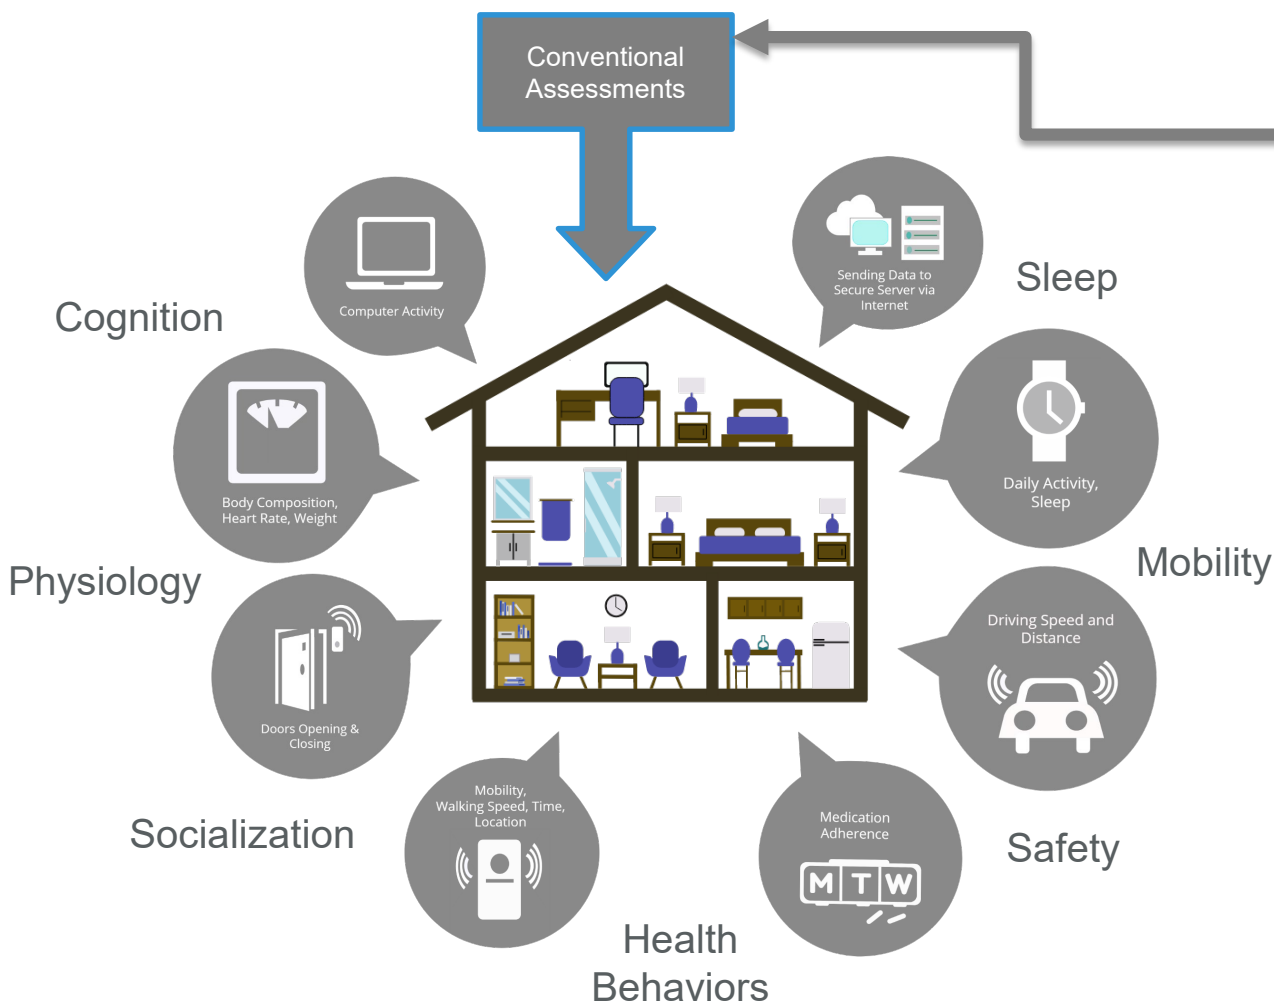 Conventional
Assessments
Computer Activity
Sending Data to
Secure Server via
Internet
Sleep
Cognition
Body Composition,
Heart Rate, Weight
Daily Activity,
Sleep
Physiology
Mobility
Doors Opening &
Closing
Driving Speed and
Distance
Socialization
Mobility,
Walking Speed, Time,
Location
Medication
Adherence
M T W
Safety
Health
Behaviors